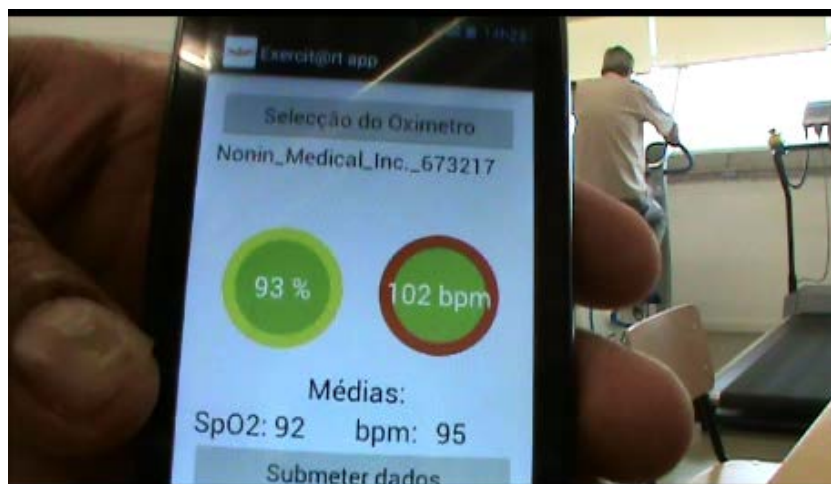 Exercit@rt app
Selecção do Oximetro
Nonin_Medical_Inc._673217
93 %
102 bpm
Médias:
SpO2: 92 bpm: 95
Submeter dados